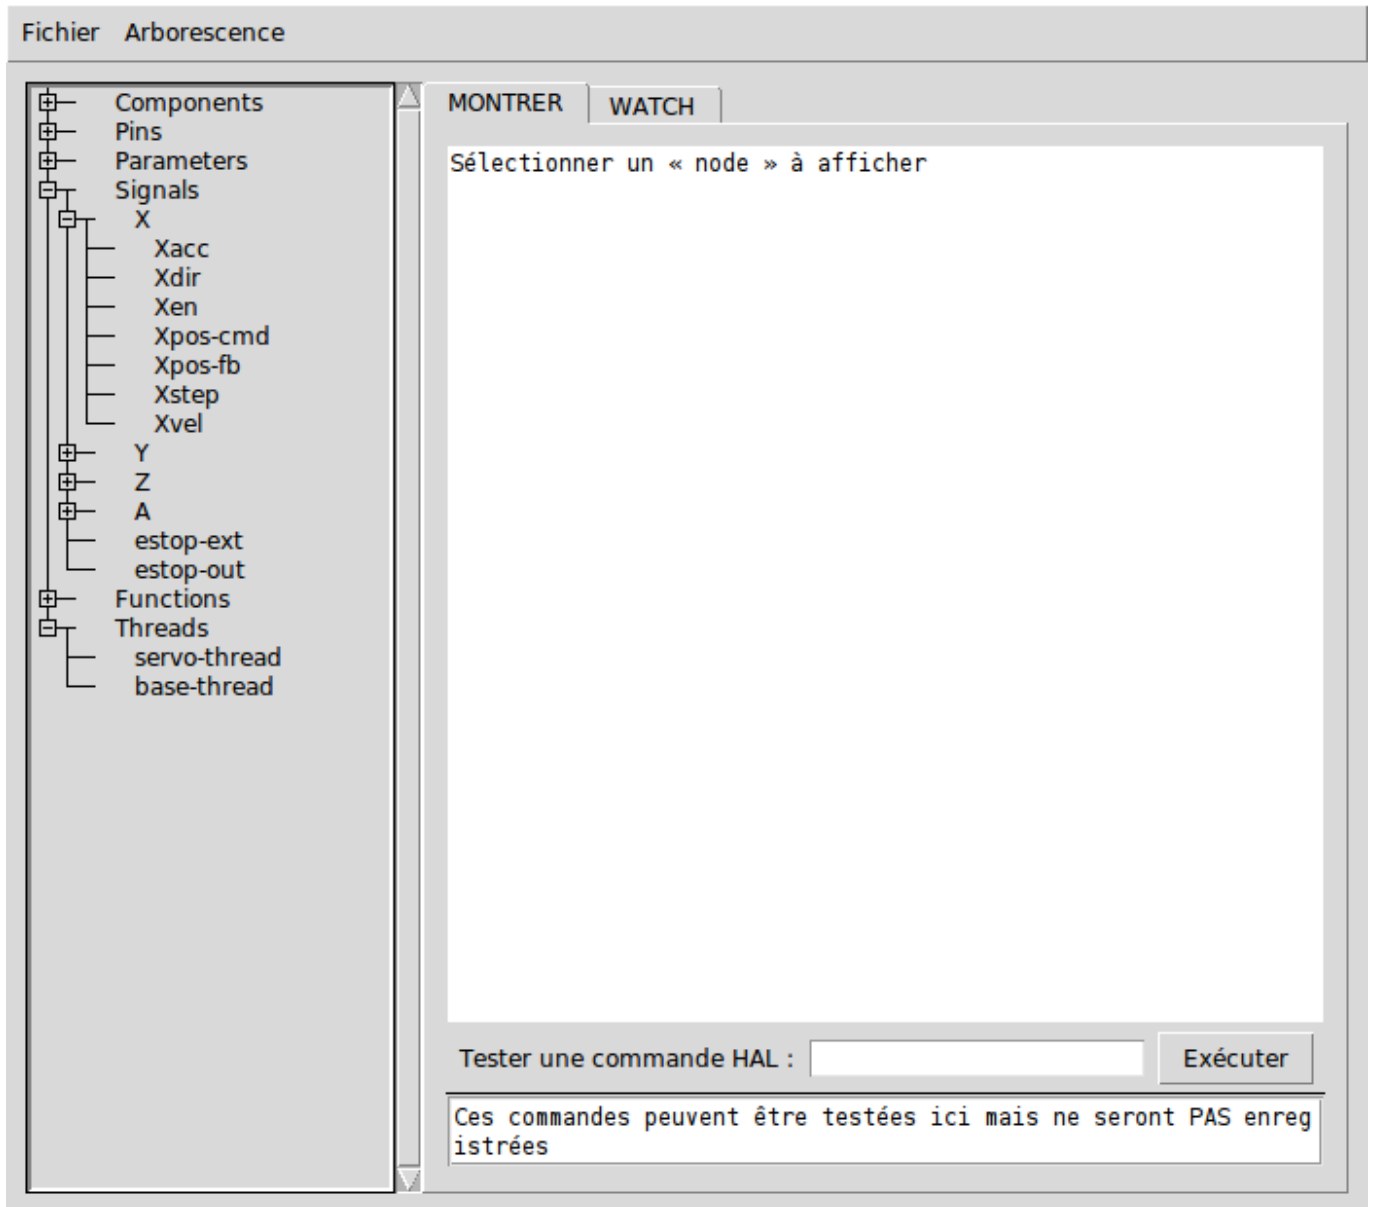 Fichier Arborescence
Components
Pins
Parameters
Signals
X
Xacc
Xdir
Xen
Xpos-cmd
Xpos-fb
Xstep
Xvel
Y
Z
A
estop-ext
estop-out
Functions
Threads
servo-thread
base-thread
MONTRER WATCH
Sélectionner un « node » à afficher
Tester une commande HAL : Exécuter
Ces commandes peuvent être testées ici mais ne seront PAS enreg
istrées